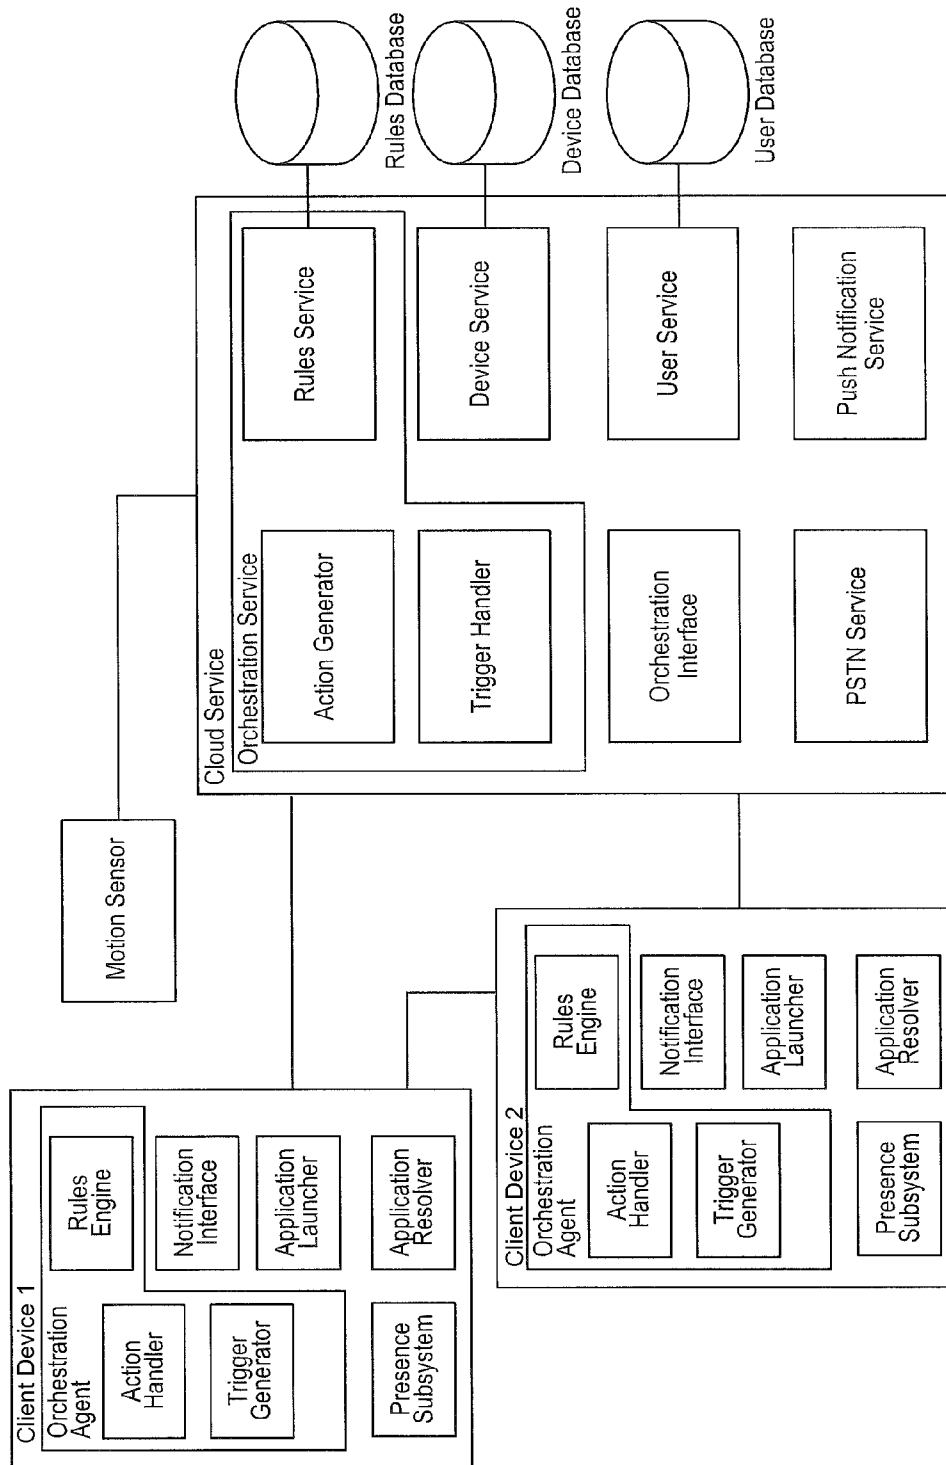 Client Device 1
Orchestration
Agent
Rules
Engine
Action
Handler
Notification
Interface
Trigger
Generator
Application
Launcher
Presence
Subsystem
Application
Resolver
Motion Sensor
Client Device 2
Orchestration
Agent
Rules
Engine
Action
Handler
Notification
Interface
Trigger
Generator
Application
Launcher
Presence
Subsystem
Application
Resolver
Cloud Service
Orchestration Service
Action Generator
Rules Service
Trigger Handler
Device Service
Orchestration
Interface
User Service
PSTN Service
Push Notification
Service
Rules Database
Device Database
User Database